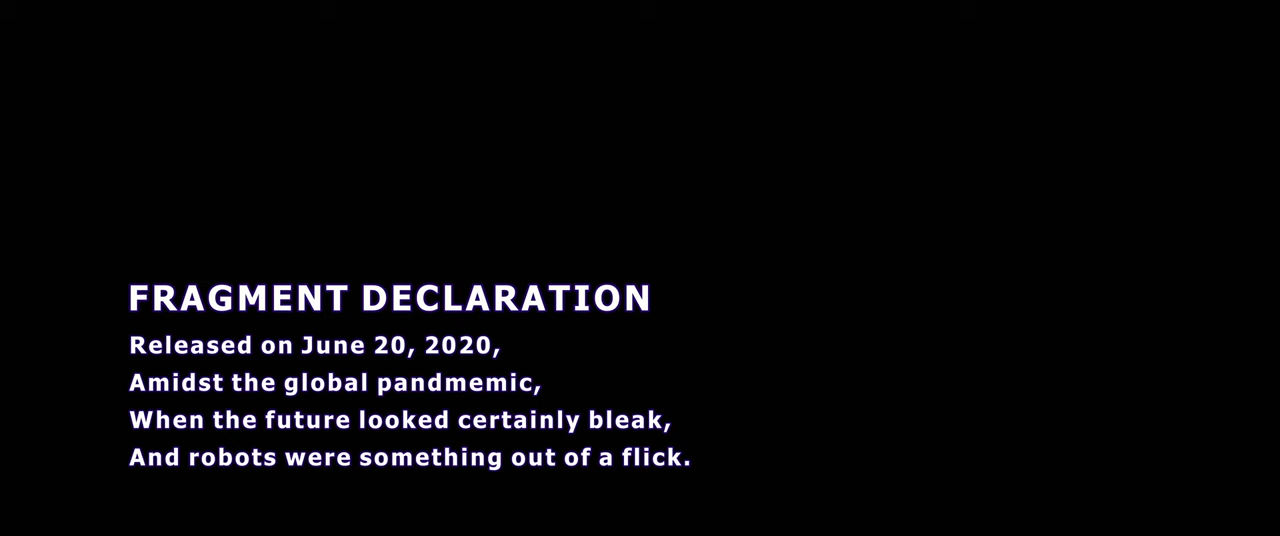 FRAGMENT DECLARATION
Released on June 20, 2020,
Amidst the global pandmemic,
When the future looked certainly bleak,
And robots were something out of a flick.